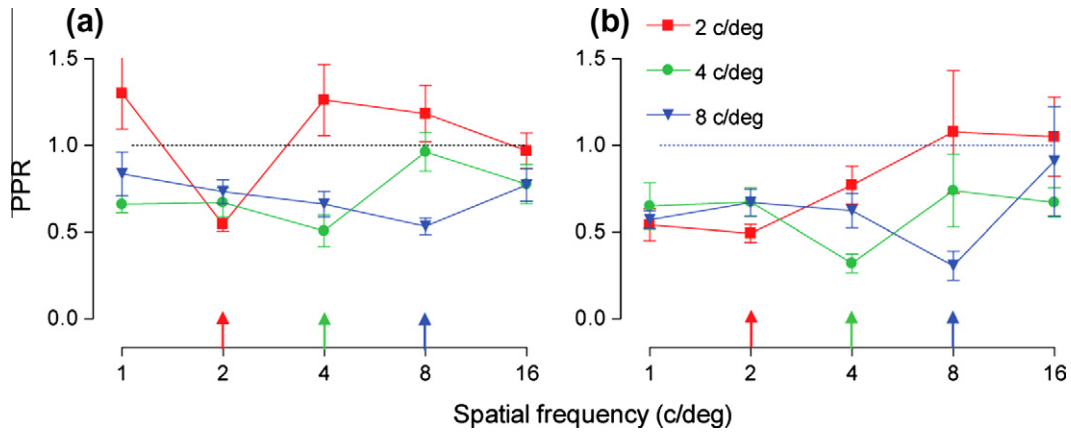 (a)
(b)
2 c/deg
4 c/deg
8 c/deg
PPR
1.5
1.0
0.5
0.0
1.5
1.0
0.5
0.0
1 2 4 8 16
1 2 4 8 16
Spatial frequency (c/deg)